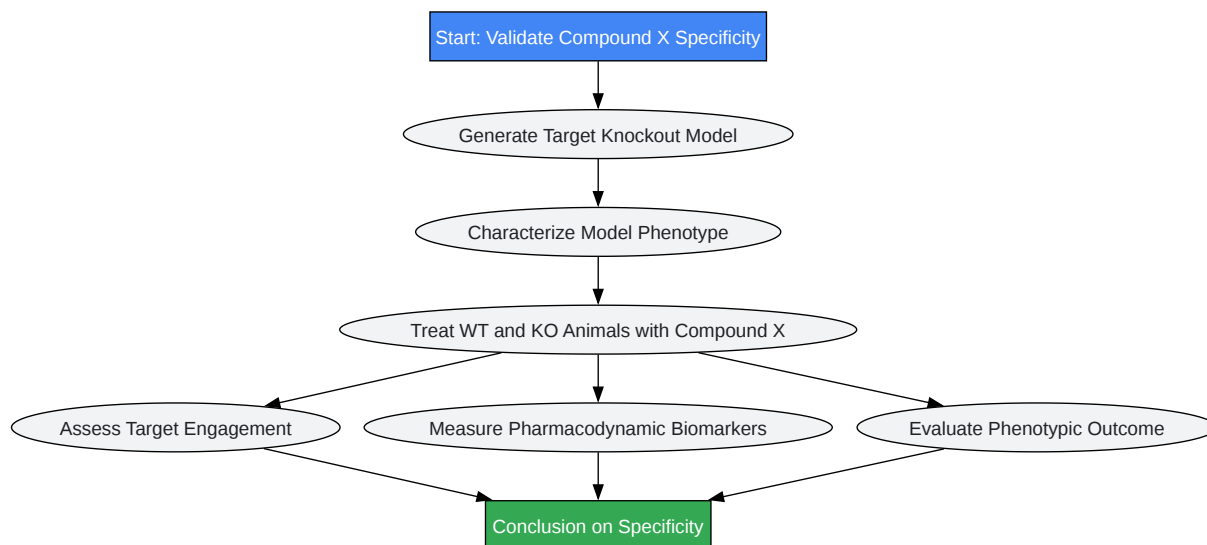 Start: Validate Compound X Specificity
Generate Target Knockout Model
Characterize Model Phenotype
Treat WT and KO Animals with Compound X
Assess Target Engagement
Measure Pharmacodynamic Biomarkers
Evaluate Phenotypic Outcome
Conclusion on Specificity